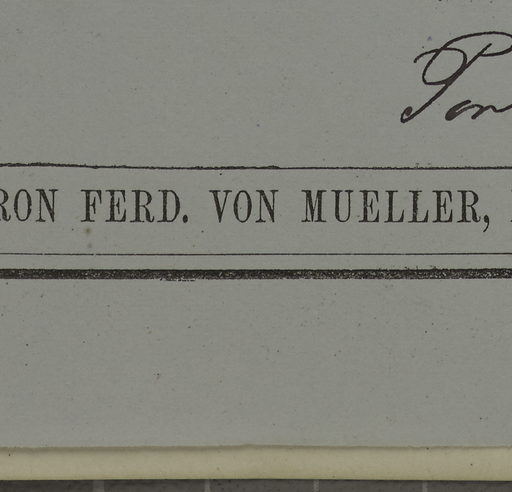 RON FERD. VON MUELLER,